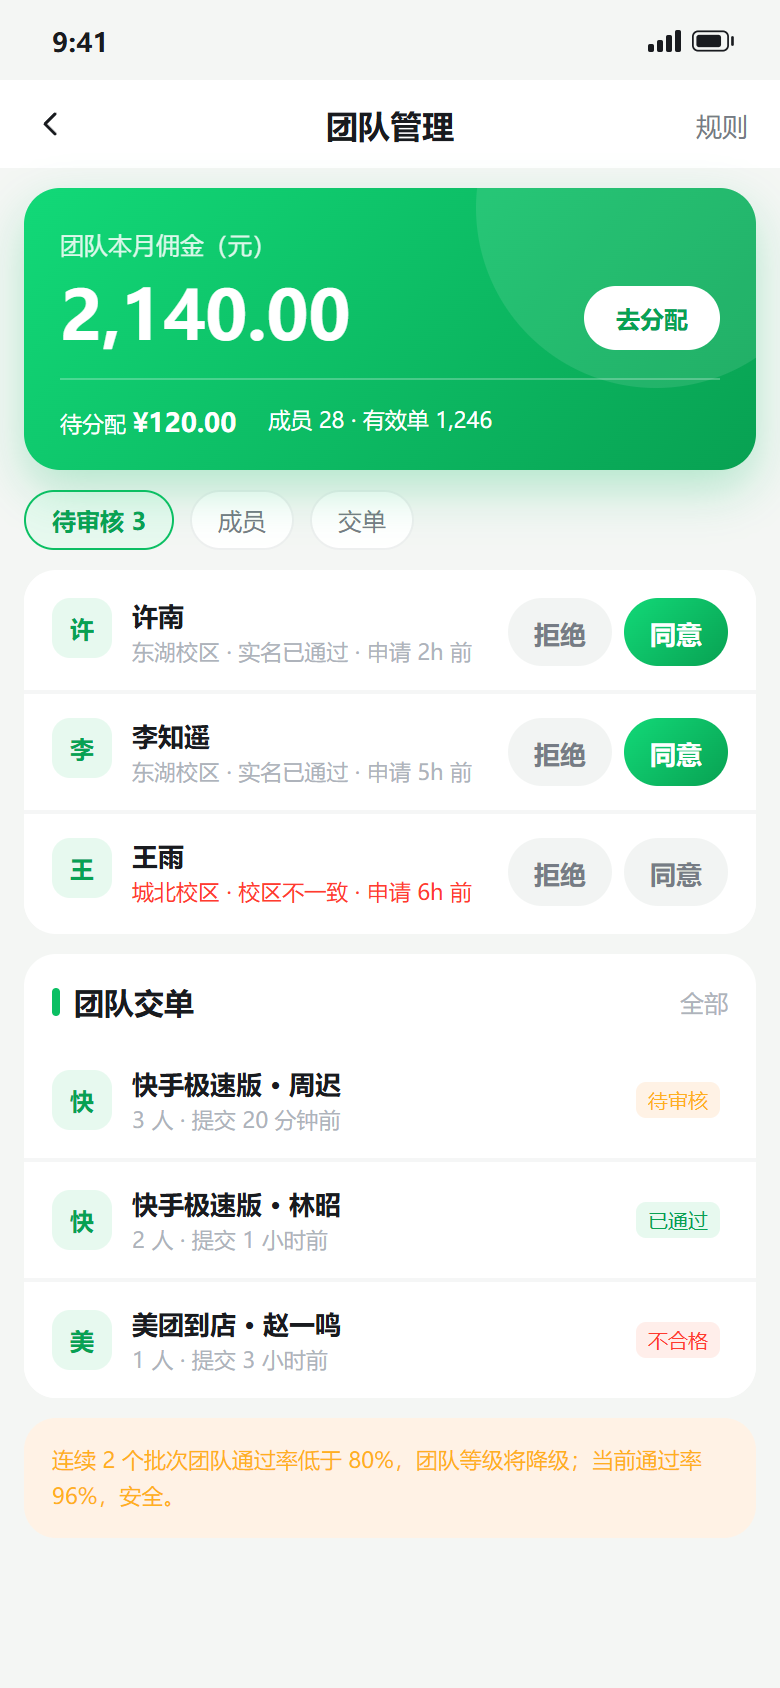 9:41
团队管理
规则
团队本月佣金（元）
2,140.00
去分配
待分配 ¥120.00 成员 28 · 有效单 1,246
待审核 3
成员
交单
许
许南
东湖校区 · 实名已通过 · 申请 2h 前
拒绝
同意
李
李知遥
东湖校区 · 实名已通过 · 申请 5h 前
拒绝
同意
王
王雨
城北校区 · 校区不一致 · 申请 6h 前
拒绝
同意
团队交单
全部
快
快手极速版 · 周迟
3 人 · 提交 20 分钟前
待审核
快
快手极速版 · 林昭
2 人 · 提交 1 小时前
已通过
美
美团到店 · 赵一鸣
1 人 · 提交 3 小时前
不合格
连续 2 个批次团队通过率低于 80%，团队等级将降级；当前通过率
96%，安全。